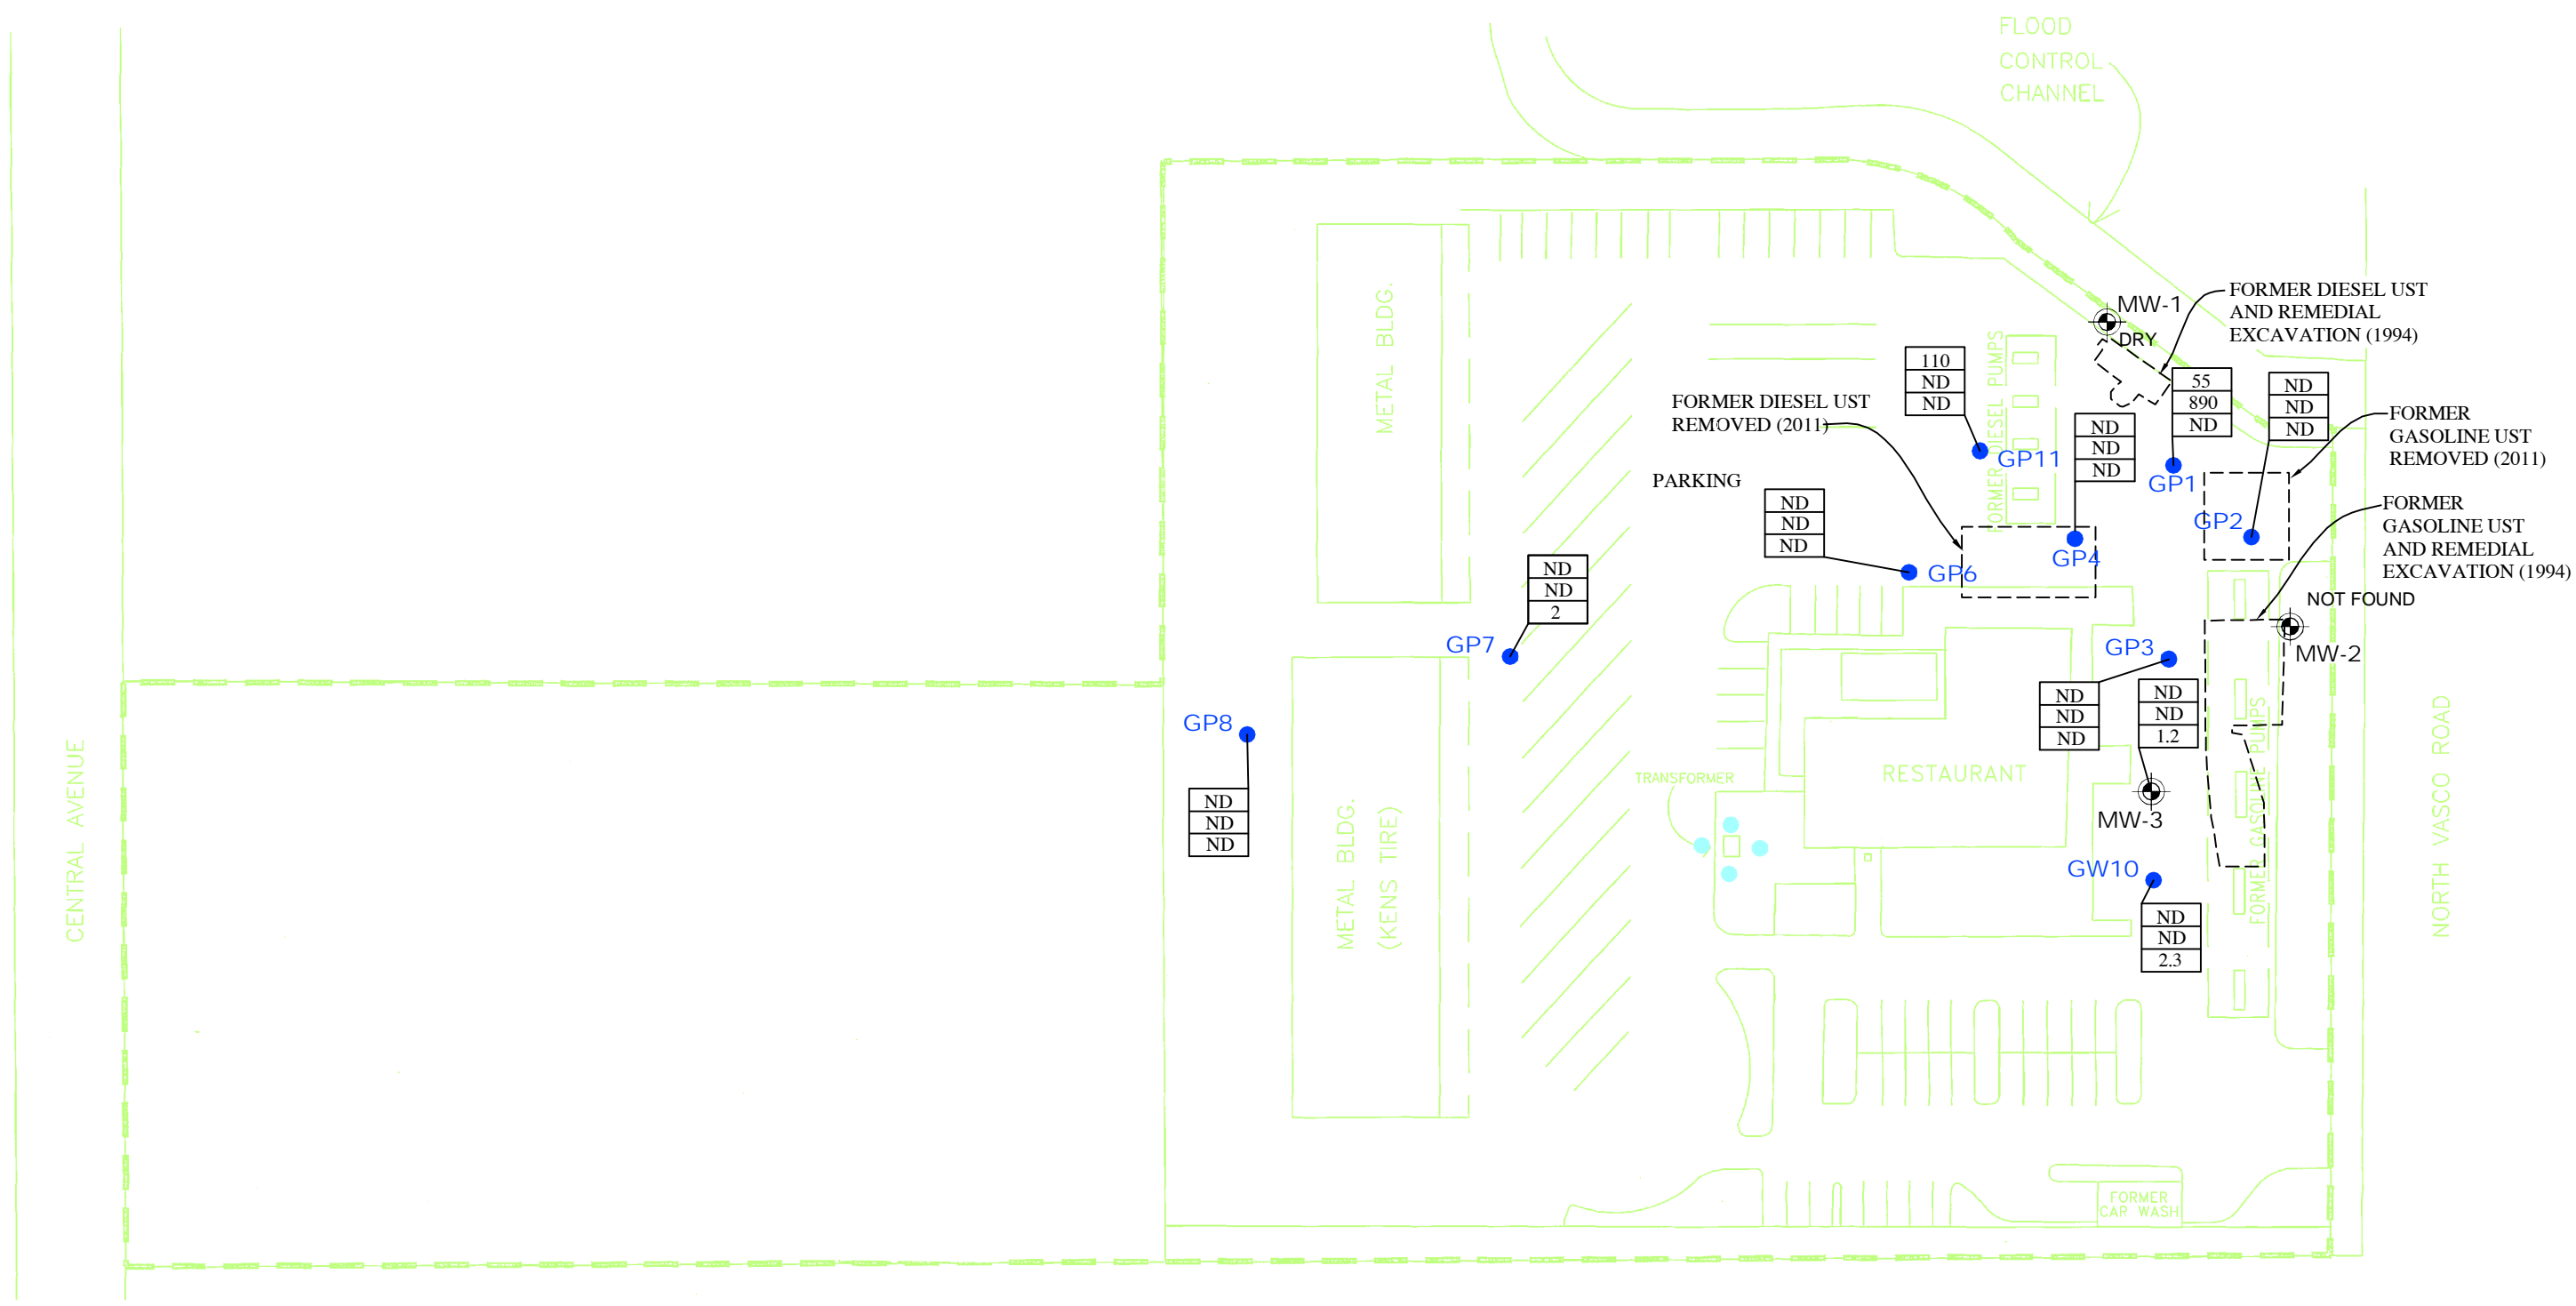 FLOOD
CONTROL
CHANNEL
FORMER DIESEL UST
AND REMEDIAL
EXCAVATION (1994)
MW-1
DRY
METAL BLDG.
FORMER DIESEL PUMPS
110
ND
ND
GP11
55
890
ND
GP1
ND
ND
ND
GP2
FORMER
GASOLINE UST
REMOVED (2011)
FORMER DIESEL UST
REMOVED (2011)
ND
ND
ND
GP4
PARKING
ND
ND
ND
GP6
FORMER
GASOLINE UST
AND REMEDIAL
EXCAVATION (1994)
NOT FOUND
MW-2
ND
ND
2
GP7
GP3
ND
ND
ND
ND
ND
1.2
MW-3
GP8
ND
ND
ND
CENTRAL AVENUE
METAL BLDG.
(KENS TIRE)
TRANSFORMER
RESTAURANT
FORMER GASOLINE PUMPS
NORTH VASCO ROAD
GW10
ND
ND
2.3
FORMER
CAR WASH